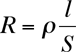 R = ρ l/S